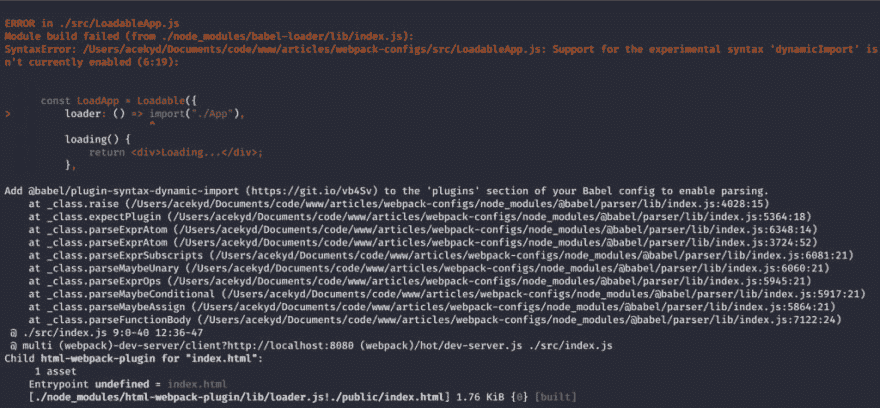 ERROR in ./src/LoadableApp.js
Module build failed (from ./node_modules/babel-loader/lib/index.js):
SyntaxError: /Users/acekyd/Documents/code/www/articles/webpack-configs/src/LoadableApp.js: Support for the experimental syntax 'dynamicImport' is
n't currently enabled (6:19):
const LoadApp = Loadable({
> loader: () => import("./App"),
^
loading() {
return <div>Loading...</div>;
},
Add @babel/plugin-syntax-dynamic-import (https://git.io/vb4Sv) to the 'plugins' section of your Babel config to enable parsing.
at _class.raise (/Users/acekyd/Documents/code/www/articles/webpack-configs/node_modules/@babel/parser/lib/index.js:4028:15)
at _class.expectPlugin (/Users/acekyd/Documents/code/www/articles/webpack-configs/node_modules/@babel/parser/lib/index.js:5364:18)
at _class.parseExprAtom (/Users/acekyd/Documents/code/www/articles/webpack-configs/node_modules/@babel/parser/lib/index.js:6348:14)
at _class.parseExprAtom (/Users/acekyd/Documents/code/www/articles/webpack-configs/node_modules/@babel/parser/lib/index.js:3724:52)
at _class.parseExprSubscripts (/Users/acekyd/Documents/code/www/articles/webpack-configs/node_modules/@babel/parser/lib/index.js:6081:21)
at _class.parseMaybeUnary (/Users/acekyd/Documents/code/www/articles/webpack-configs/node_modules/@babel/parser/lib/index.js:6060:21)
at _class.parseExprOps (/Users/acekyd/Documents/code/www/articles/webpack-configs/node_modules/@babel/parser/lib/index.js:5945:21)
at _class.parseMaybeConditional (/Users/acekyd/Documents/code/www/articles/webpack-configs/node_modules/@babel/parser/lib/index.js:5917:21)
at _class.parseMaybeAssign (/Users/acekyd/Documents/code/www/articles/webpack-configs/node_modules/@babel/parser/lib/index.js:5864:21)
at _class.parseFunctionBody (/Users/acekyd/Documents/code/www/articles/webpack-configs/node_modules/@babel/parser/lib/index.js:7122:24)
@ ./src/index.js 9:0-40 12:36-47
@ multi (webpack)-dev-server/client?http://localhost:8080 (webpack)/hot/dev-server.js ./src/index.js
Child html-webpack-plugin for "index.html":
1 asset
Entrypoint undefined = index.html
[./node_modules/html-webpack-plugin/lib/loader.js!./public/index.html] 1.76 KiB {0} [built]